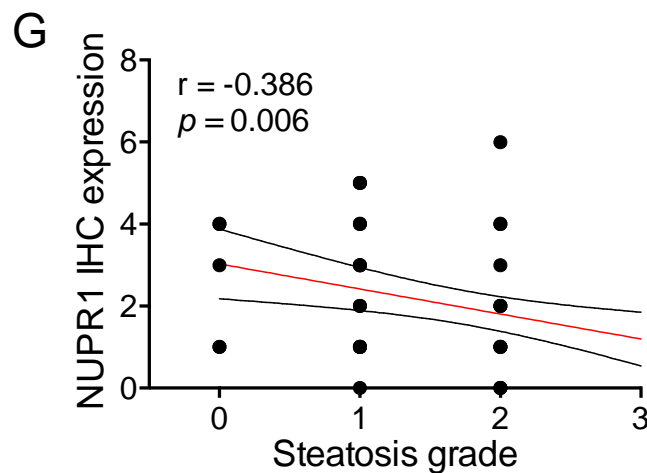 G
NUPR1 IHC expression
8
6
4
2
0
r = -0.386
p = 0.006
0 1 2 3
Steatosis grade